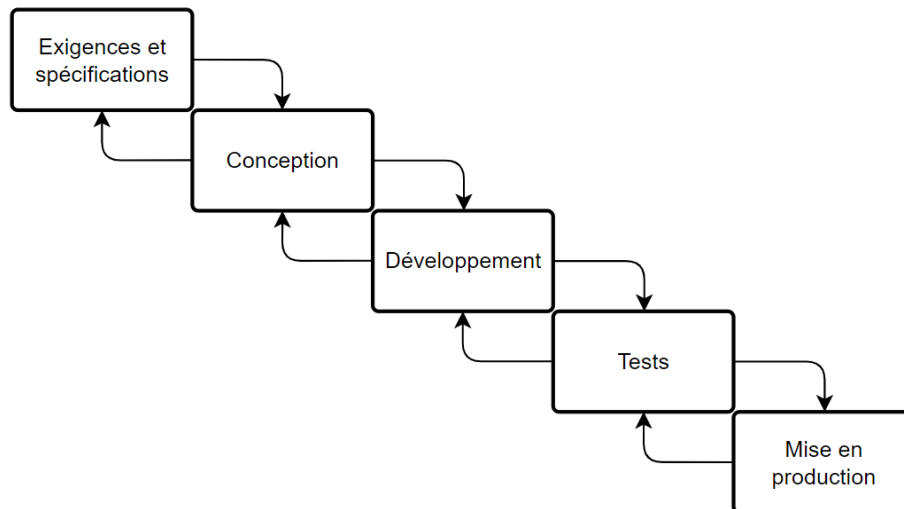 Exigences et
spécifications
Conception
Développement
Tests
Mise en
production